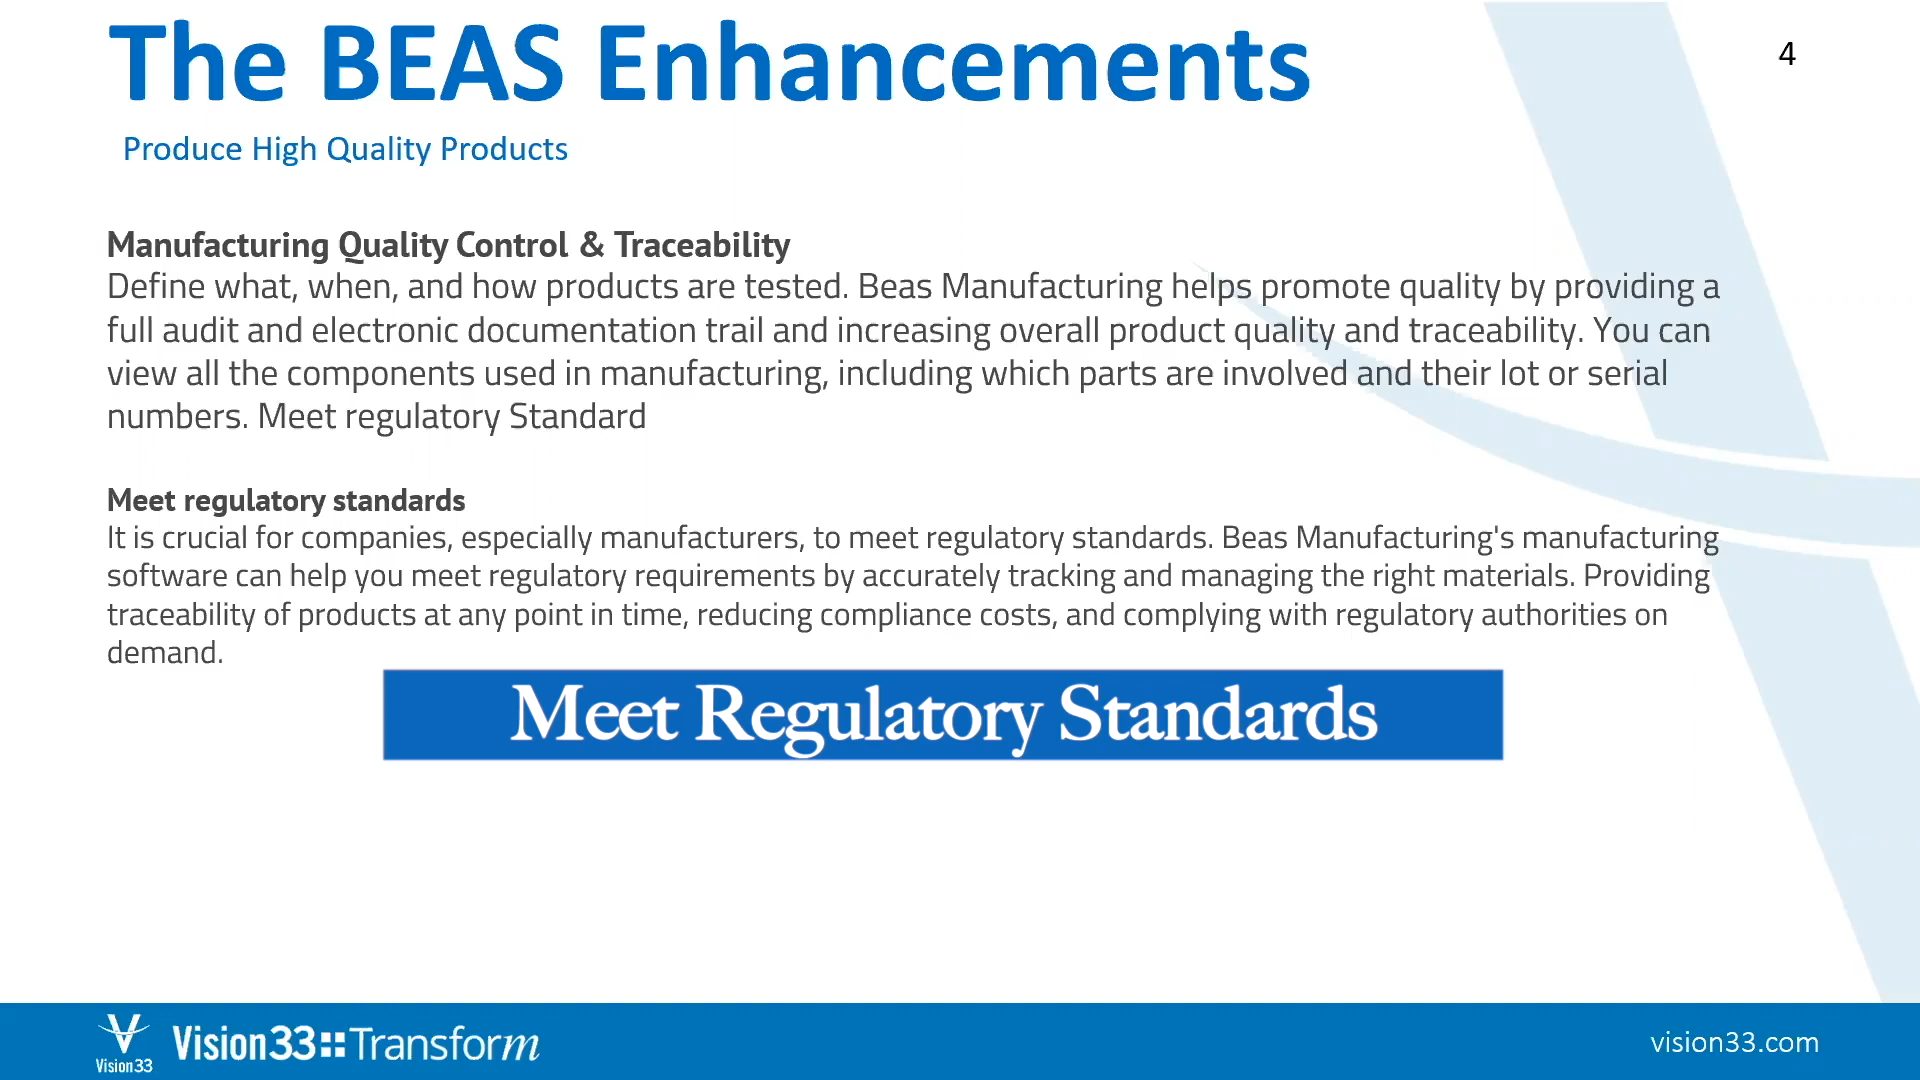 The BEAS Enhancements
4
Produce High Quality Products
Manufacturing Quality Control & Traceability
Define what, when, and how products are tested. Beas Manufacturing helps promote quality by providing a
full audit and electronic documentation trail and increasing overall product quality and traceability. You can
view all the components used in manufacturing, including which parts are involved and their lot or serial
numbers. Meet regulatory Standard
Meet regulatory standards
It is crucial for companies, especially manufacturers, to meet regulatory standards. Beas Manufacturing's manufacturing
software can help you meet regulatory requirements by accurately tracking and managing the right materials. Providing
traceability of products at any point in time, reducing compliance costs, and complying with regulatory authorities on
demand.
Meet Regulatory Standards
Vision33
Vision33::Transform
vision33.com